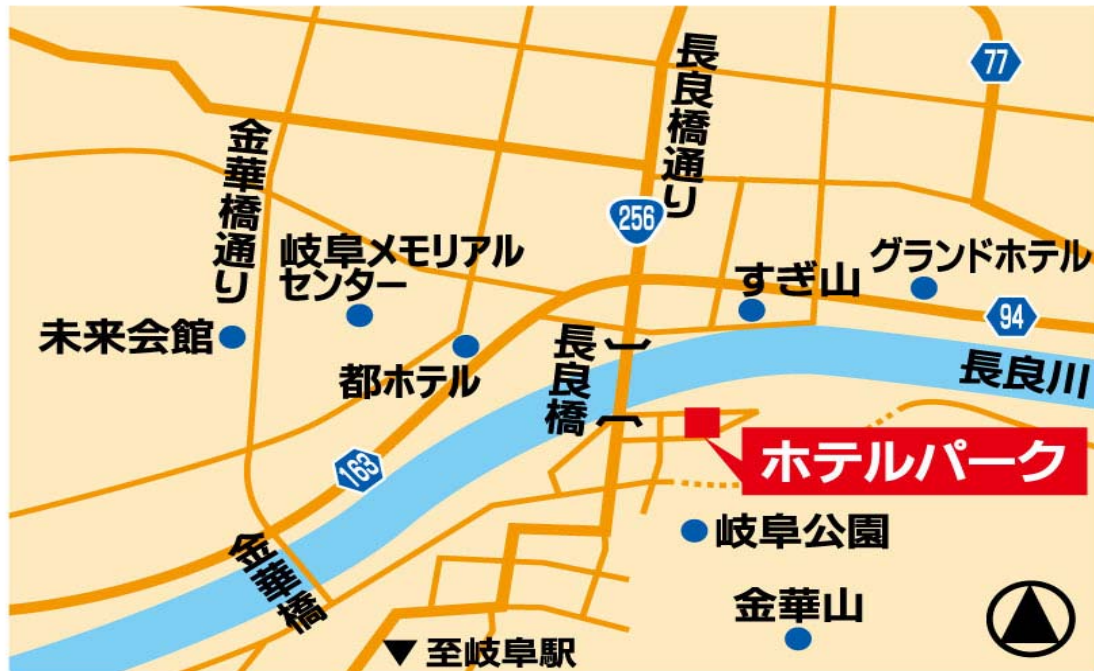 77
長良橋通り
金華橋通り
256
岐阜メモリアル
センター
グランドホテル
すぎ山
未来会館
94
都ホテル
長良橋
長良川
163
ホテルパーク
岐阜公園
金華橋
金華山
▼至岐阜駅